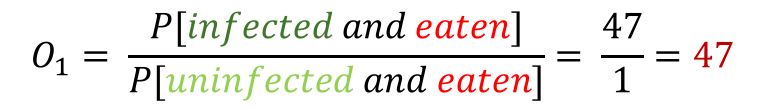 O₁ = P[infected and eaten] / P[uninfected and eaten] = 47 / 1 = 47